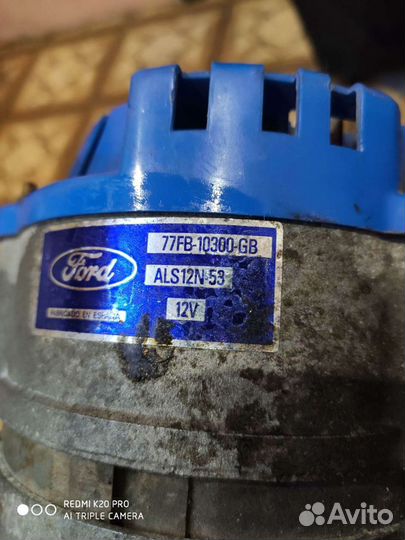 Ford
77FB-10300-GB
ALS12N-53
12V
FABRICADO EN ESPAÑA
REDMI K20 PRO
AI TRIPLE CAMERA
Avito